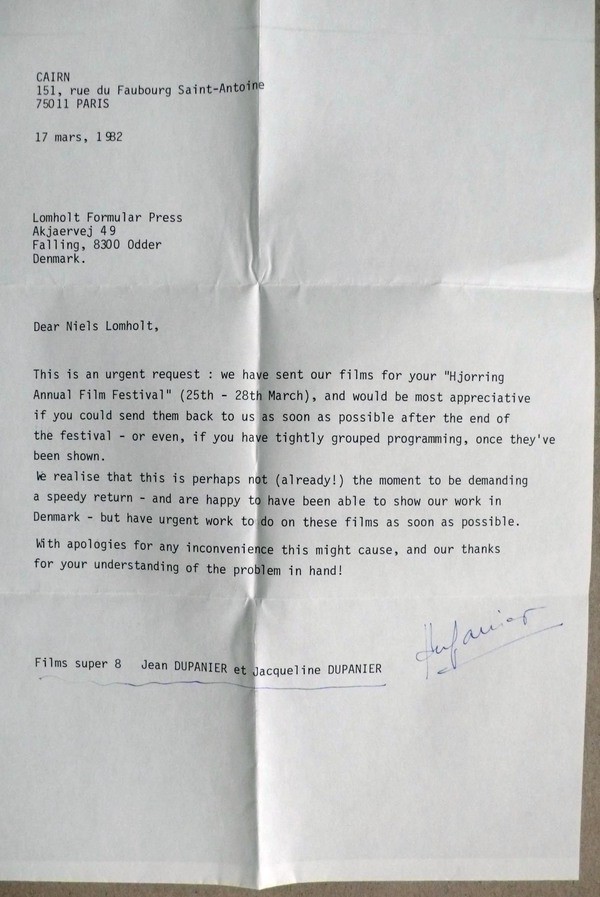 CAIRN
151, rue du Faubourg Saint-Antoine
75011 PARIS
17 mars, 1982
Lomholt Formular Press
Akjaervej 49
Falling, 8300 Odder
Denmark.
Dear Niels Lomholt,
This is an urgent request : we have sent our films for your "Hjorring
Annual Film Festival" (25th - 28th March), and would be most appreciative
if you could send them back to us as soon as possible after the end of
the festival - or even, if you have tightly grouped programming, once they've
been shown.
We realise that this is perhaps not (already!) the moment to be demanding
a speedy return - and are happy to have been able to show our work in
Denmark - but have urgent work to do on these films as soon as possible.
With apologies for any inconvenience this might cause, and our thanks
for your understanding of the problem in hand!
Dupanier
Films super 8 Jean DUPANIER et Jacqueline DUPANIER